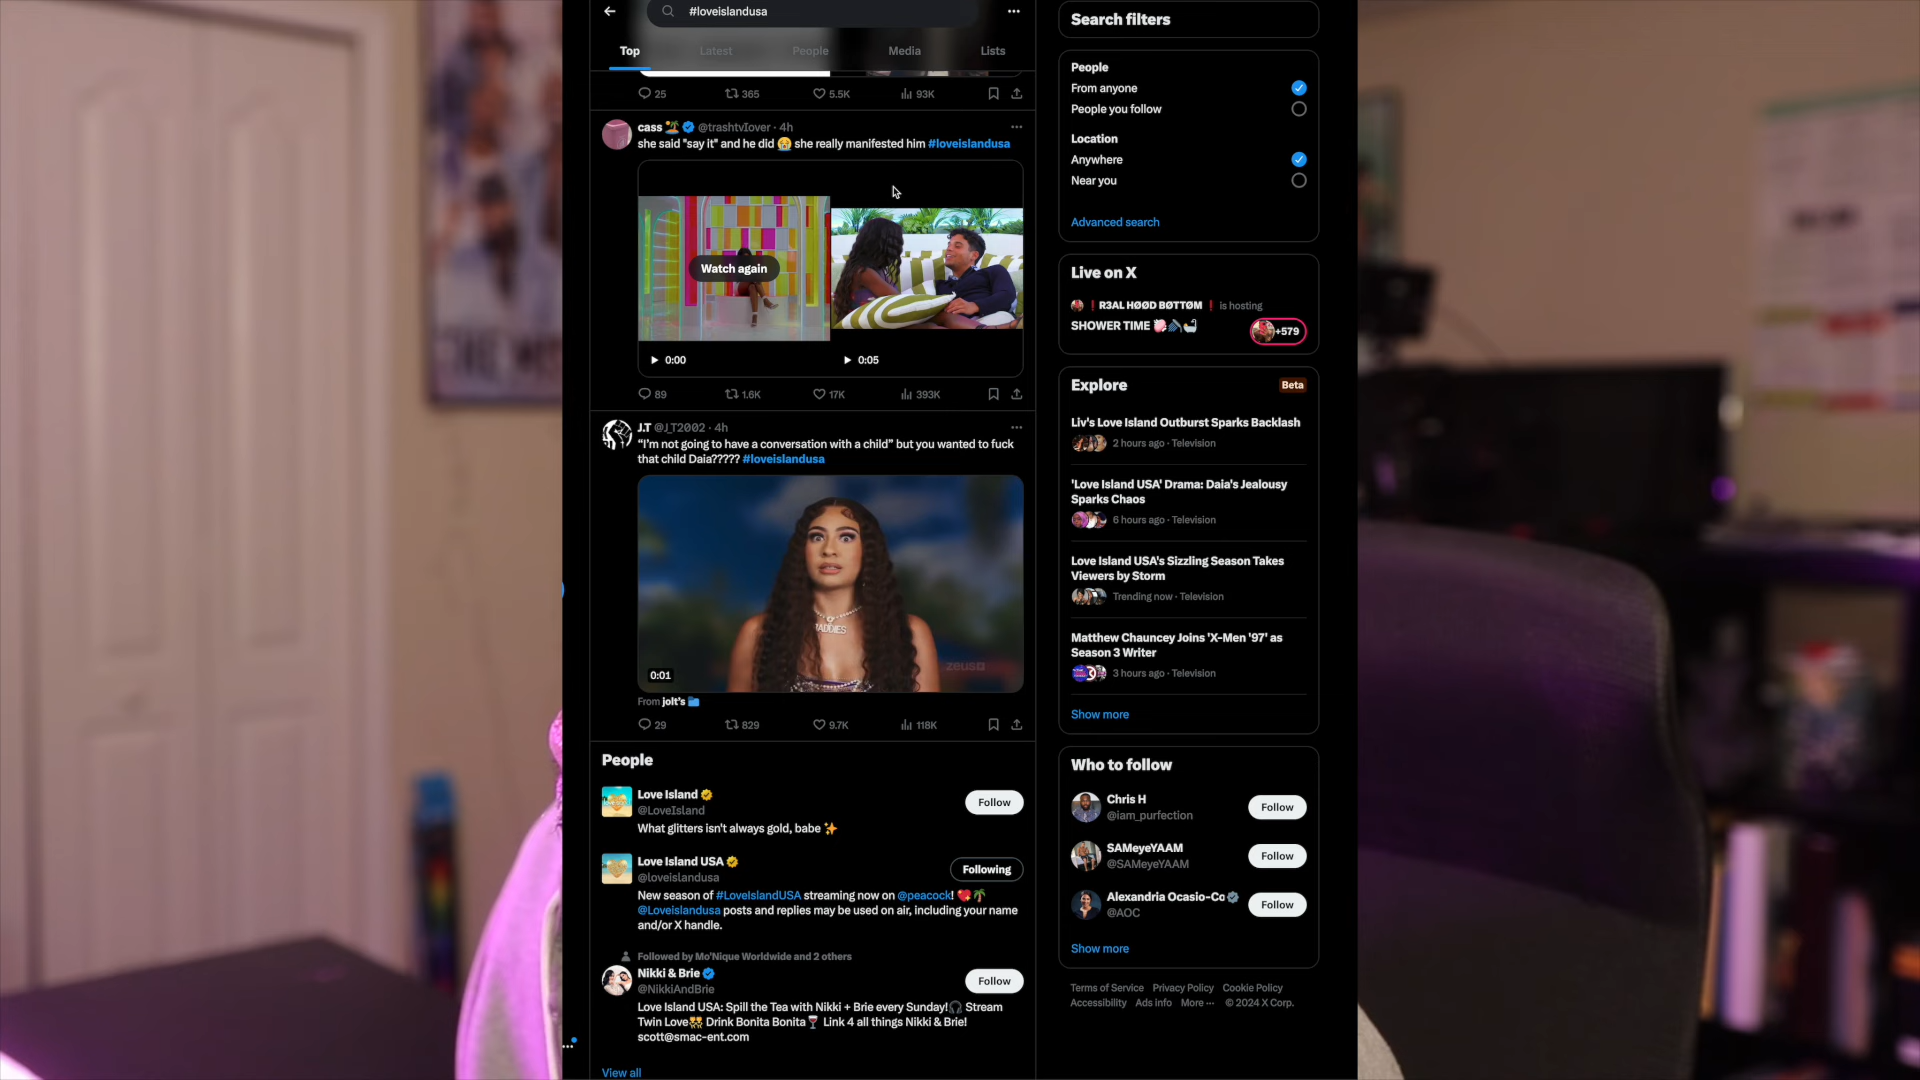 #loveislandusa
Top
Latest
People
Media
Lists
25
365
5.5K
93K
cass 🏝️ @trashtvlover · 4h
she said "say it" and he did 😭 she really manifested him #loveislandusa
Watch again
0:00
0:05
89
1.6K
17K
393K
J.T @J_T2002 · 4h
“I’m not going to have a conversation with a child” but you wanted to fuck
that child Daia????? #loveislandusa
BADDIES
zeus
0:01
From jolt's
29
829
9.7K
118K
People
Love Island
@LoveIsland
Follow
What glitters isn't always gold, babe ✨
Love Island USA
@loveislandusa
Following
New season of #LoveIslandUSA streaming now on @peacock! 💘🌴
@Loveislandusa posts and replies may be used on air, including your name
and/or X handle.
Followed by Mo'Nique Worldwide and 2 others
Nikki & Brie
@NikkiAndBrie
Follow
Love Island USA: Spill the Tea with Nikki + Brie every Sunday!🎧 Stream
Twin Love👯 Drink Bonita Bonita🍷 Link 4 all things Nikki & Brie!
scott@smac-ent.com
View all
Search filters
People
From anyone
People you follow
Location
Anywhere
Near you
Advanced search
Live on X
❗R3AL HØØD BØTTØM❗ is hosting
SHOWER TIME 🧼🚿🛀
+579
Explore
Beta
Liv's Love Island Outburst Sparks Backlash
2 hours ago · Television
'Love Island USA' Drama: Daia's Jealousy
Sparks Chaos
6 hours ago · Television
Love Island USA's Sizzling Season Takes
Viewers by Storm
Trending now · Television
Matthew Chauncey Joins 'X-Men '97' as
Season 3 Writer
3 hours ago · Television
Show more
Who to follow
Chris H
@iam_purfection
Follow
SAMeyeYAAM
@SAMeyeYAAM
Follow
Alexandria Ocasio-Co
@AOC
Follow
Show more
Terms of Service Privacy Policy Cookie Policy
Accessibility Ads info More ··· © 2024 X Corp.